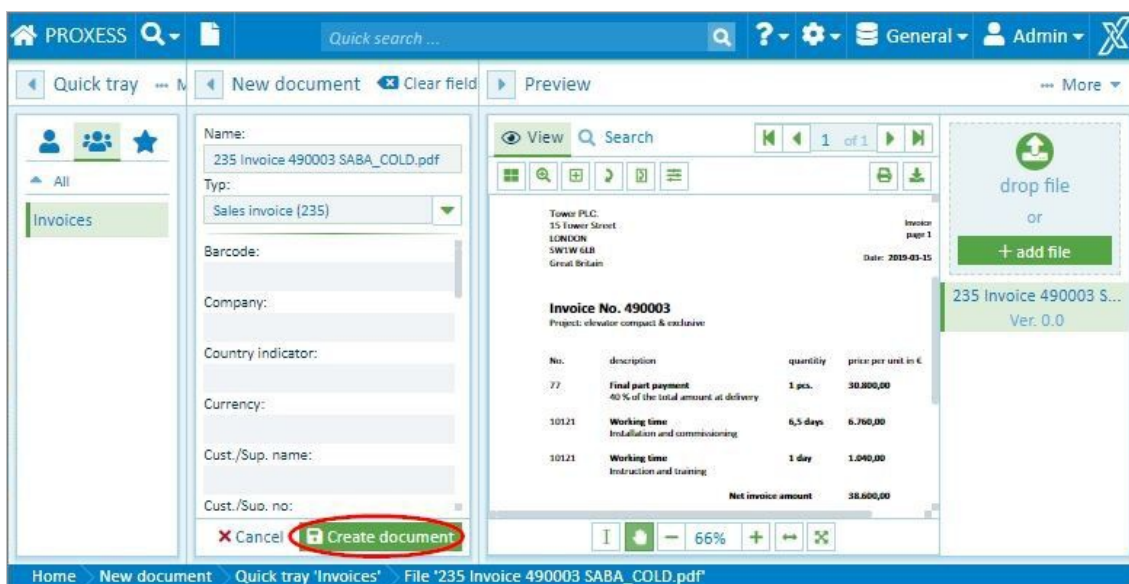 PROXESS
Quick search ...
?
General
Admin
Quick tray
··· M
New document
Clear field
Preview
··· More
All
Invoices
Name:
235 Invoice 490003 SABA_COLD.pdf
Typ:
Sales invoice (235)
Barcode:
Company:
Country indicator:
Currency:
Cust./Sup. name:
Cust./Sup. no:
Cancel
Create document
View
Search
1 of 1
Tower PLC.
15 Tower Street
LONDON
SW1W 6LB
Great Britain
Invoice
page 1
Date: 2019-03-15
Invoice No. 490003
Project: elevator compact & exclusive
No. description quantitiy price per unit in €
77 Final part payment 1 pcs. 30.800,00
40 % of the total amount at delivery
10121 Working time 6,5 days 6.760,00
Installation and commissioning
10121 Working time 1 day 1.040,00
Instruction and training
Net invoice amount 38.600,00
66%
drop file
or
+ add file
235 Invoice 490003 S...
Ver. 0.0
Home New document Quick tray 'Invoices' File '235 Invoice 490003 SABA_COLD.pdf'